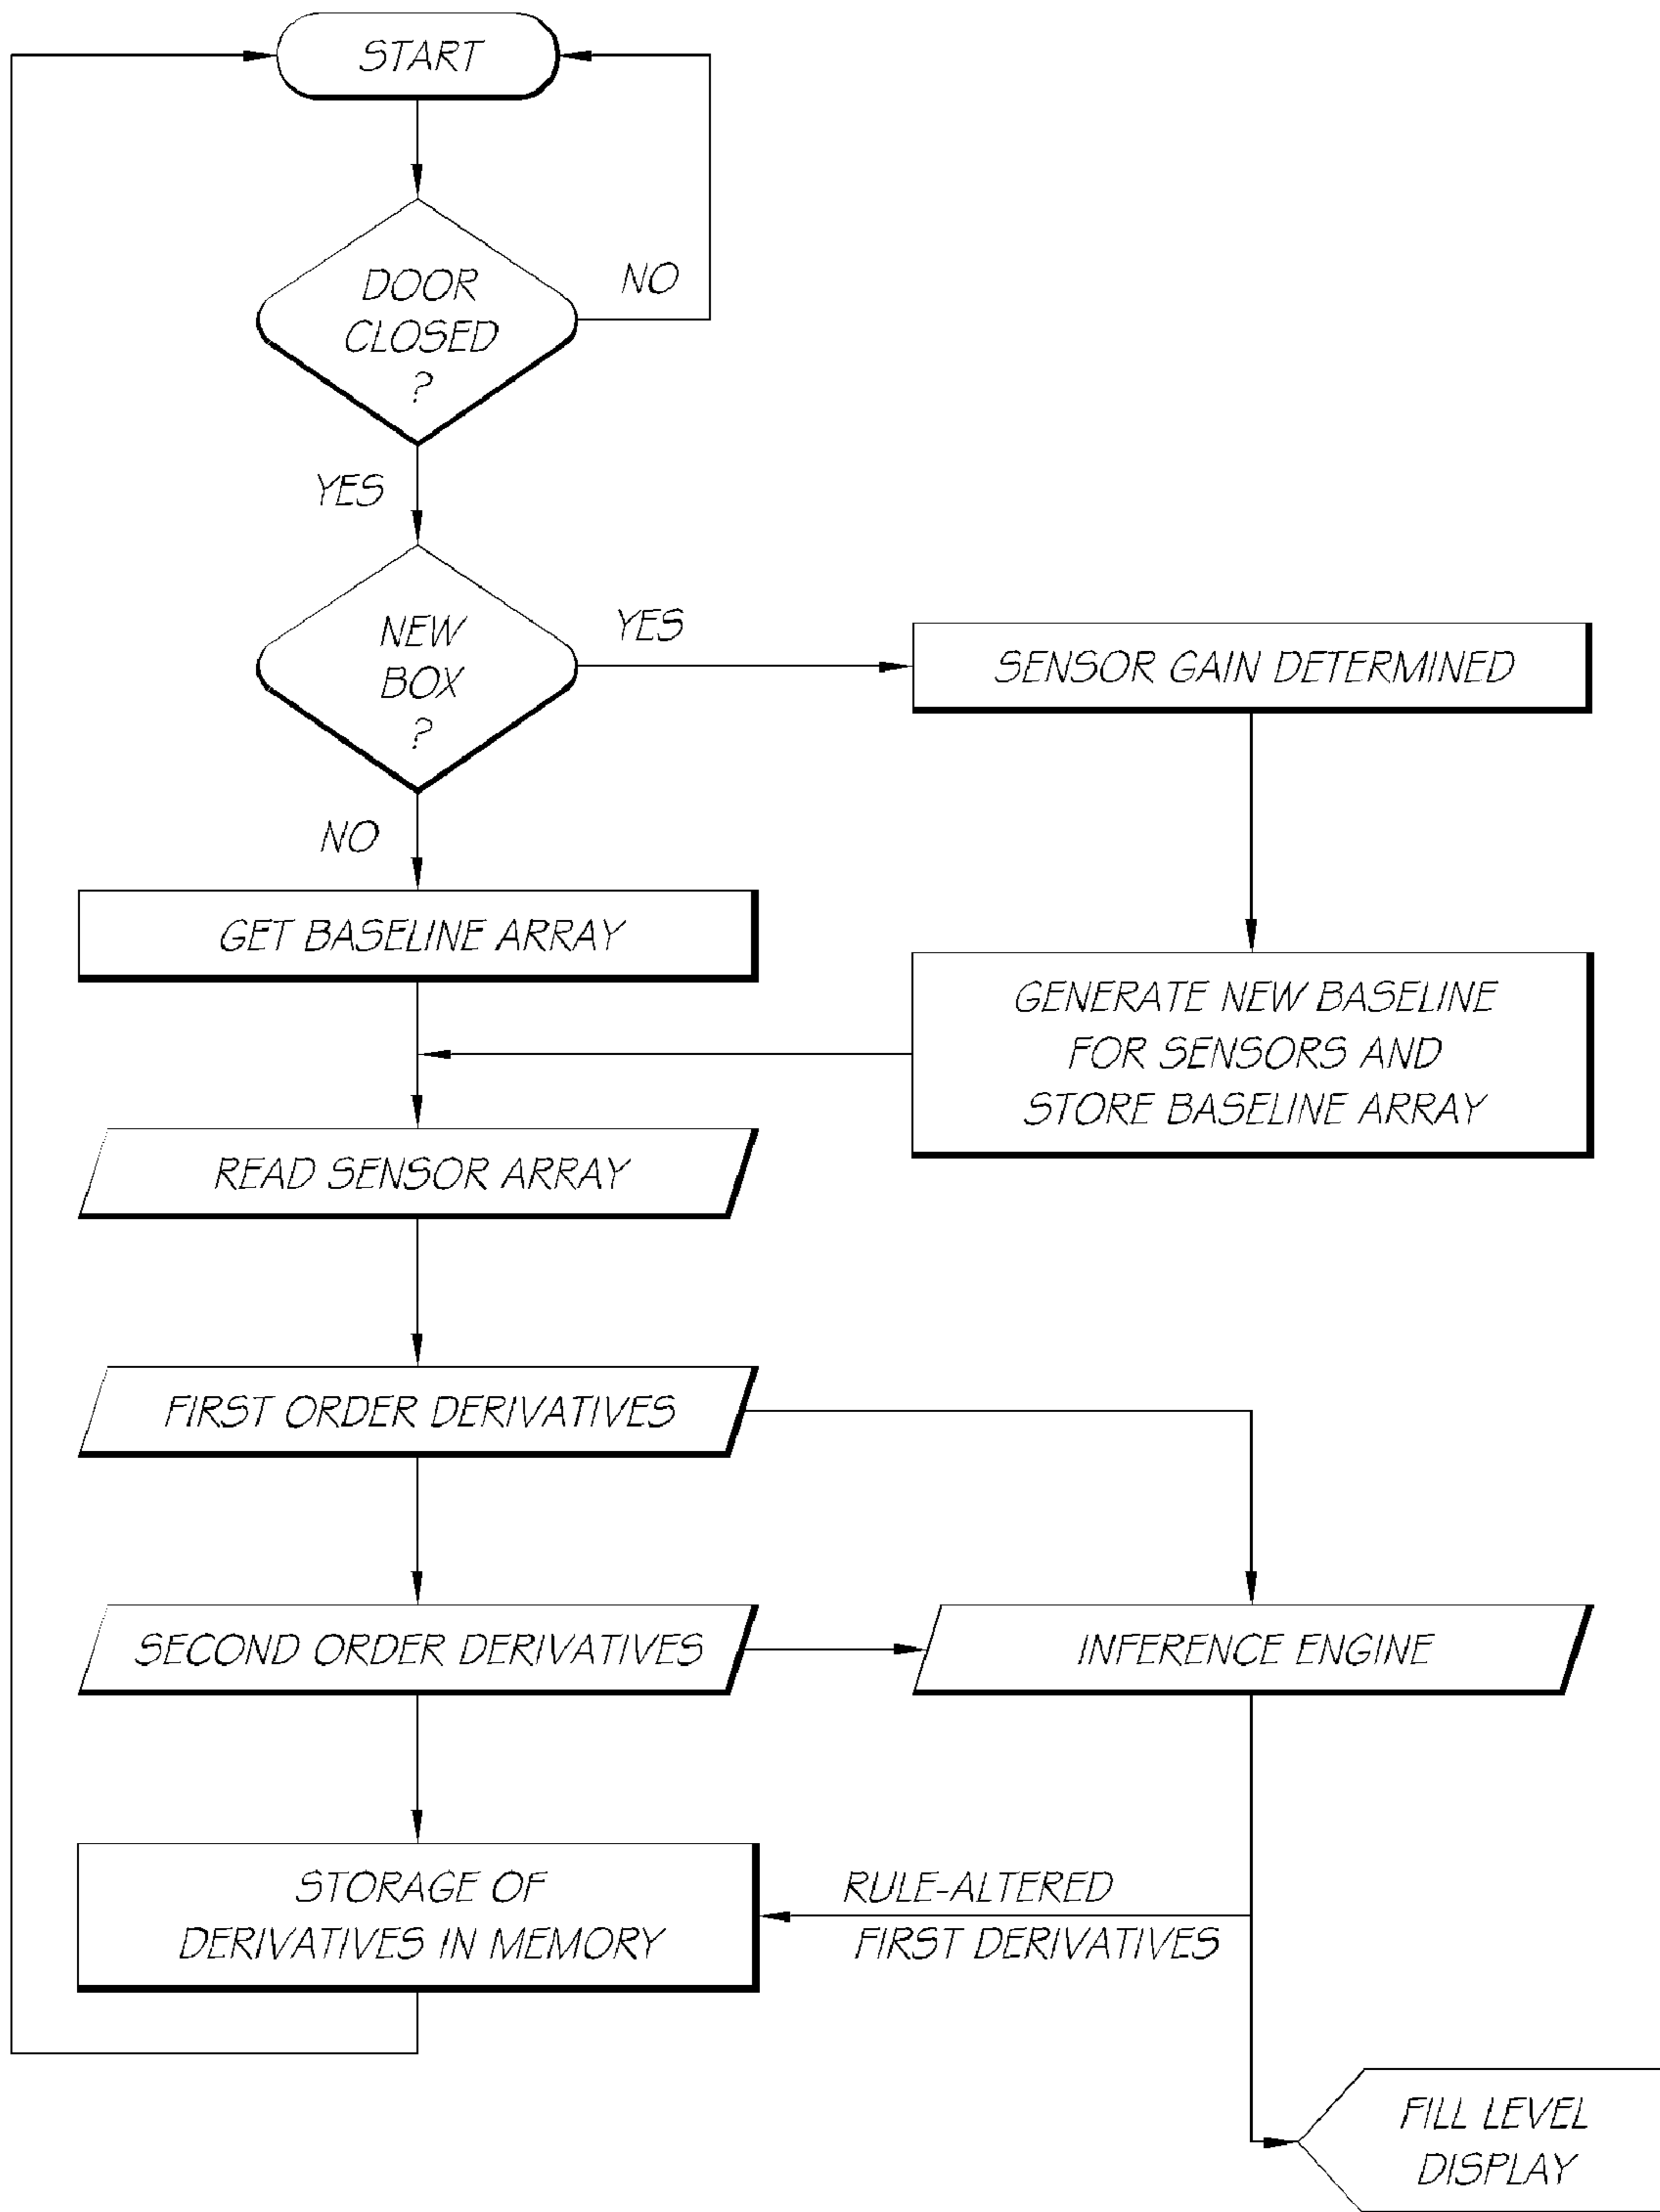 START
DOOR
CLOSED
?
NO
YES
NEW
BOX
?
YES
SENSOR GAIN DETERMINED
NO
GET BASELINE ARRAY
GENERATE NEW BASELINE
FOR SENSORS AND
STORE BASELINE ARRAY
READ SENSOR ARRAY
FIRST ORDER DERIVATIVES
SECOND ORDER DERIVATIVES
INFERENCE ENGINE
STORAGE OF
DERIVATIVES IN MEMORY
RULE-ALTERED
FIRST DERIVATIVES
FILL LEVEL
DISPLAY